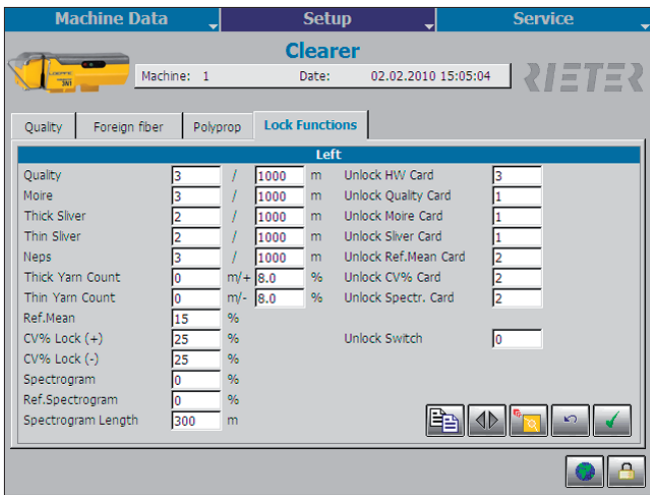 Machine Data Setup Service
Clearer
Machine: 1 Date: 02.02.2010 15:05:04 RIETER
Quality Foreign fiber Polyprop Lock Functions
Left
Quality 3 / 1000 m Unlock HW Card 3
Moire 3 / 1000 m Unlock Quality Card 1
Thick Sliver 2 / 1000 m Unlock Moire Card 1
Thin Sliver 2 / 1000 m Unlock Sliver Card 1
Neps 3 / 1000 m Unlock Ref.Mean Card 2
Thick Yarn Count 0 m/+ 8.0 % Unlock CV% Card 2
Thin Yarn Count 0 m/- 8.0 % Unlock Spectr. Card 2
Ref.Mean 15 %
CV% Lock (+) 25 % Unlock Switch 0
CV% Lock (-) 25 %
Spectrogram 0 %
Ref.Spectrogram 0 %
Spectrogram Length 300 m